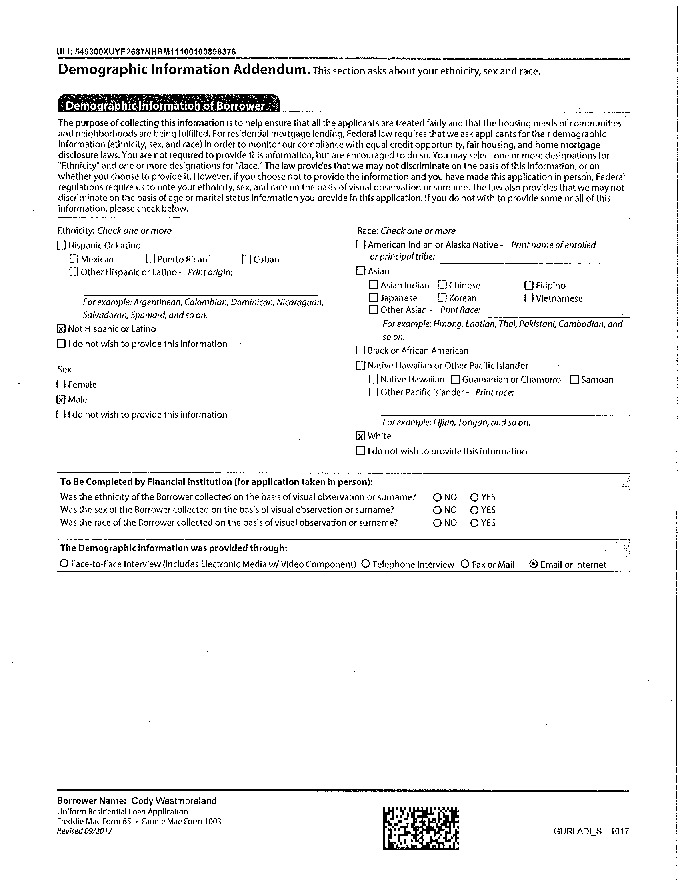 Demographic Information Addendum. This section asks about your ethnicity, sex and race.
Demographic Information of Borrower
The purpose of collecting this information is to help ensure that all the applicants are treated fairly and that the housing needs of communities
and neighborhoods are being fulfilled. For residential mortgage lending, Federal law requires that we ask applicants for their demographic
information (ethnicity, sex, and race) in order to monitor our compliance with equal credit opportunity, fair housing, and home mortgage
disclosure laws. You are not required to provide this information, but are encouraged to do so. You may select one or more designations for
"Ethnicity" and one or more designations for "Race." The law provides that we may not discriminate on the basis of this information, or on
whether you choose to provide it. However, if you choose not to provide the information and you have made this application in person, Federal
regulations require us to note your ethnicity, sex, and race on the basis of visual observation or surname. The law also provides that we may not
discriminate on the basis of age or marital status information you provide in this application. If you do not wish to provide some or all of this
information, please check below.
Ethnicity: Check one or more
Hispanic or Latino
Mexican Puerto Rican Cuban
Other Hispanic or Latino - Print origin:
For example: Argentinean, Colombian, Dominican, Nicaraguan,
Salvadoran, Spaniard, and so on.
Not Hispanic or Latino
I do not wish to provide this information
Sex
Female
Male
I do not wish to provide this information
Race: Check one or more
American Indian or Alaska Native - Print name of enrolled
or principal tribe:
Asian
Asian Indian Chinese Filipino
Japanese Korean Vietnamese
Other Asian - Print Race:
For example: Hmong, Laotian, Thai, Pakistani, Cambodian, and
so on.
Black or African American
Native Hawaiian or Other Pacific Islander
Native Hawaiian Guamanian or Chamorro Samoan
Other Pacific Islander - Print race:
For example: Fijian, Tongan, and so on.
White
I do not wish to provide this information
To Be Completed by Financial Institution (for application taken in person):
Was the ethnicity of the Borrower collected on the basis of visual observation or surname? NO YES
Was the sex of the Borrower collected on the basis of visual observation or surname? NO YES
Was the race of the Borrower collected on the basis of visual observation or surname? NO YES
The Demographic Information was provided through:
Face-to-Face Interview (includes Electronic Media w/ Video Component) Telephone Interview Fax or Mail Email or Internet
Borrower Name: Cody Westmoreland
Uniform Residential Loan Application
Freddie Mac Form 65 • Fannie Mae Form 1003
Revised 09/2017